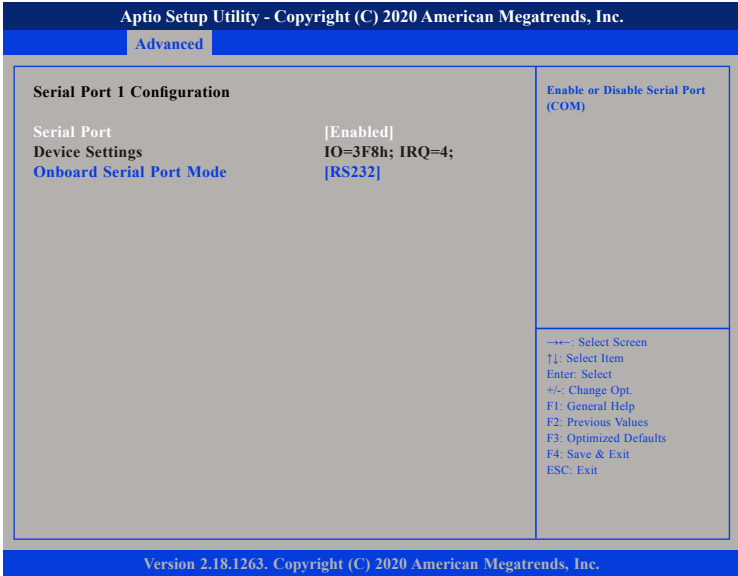 Aptio Setup Utility - Copyright (C) 2020 American Megatrends, Inc.
Advanced
Serial Port 1 Configuration
Serial Port [Enabled]
Device Settings IO=3F8h; IRQ=4;
Onboard Serial Port Mode [RS232]
Enable or Disable Serial Port
(COM)
→←: Select Screen
↑↓: Select Item
Enter: Select
+/-: Change Opt.
F1: General Help
F2: Previous Values
F3: Optimized Defaults
F4: Save & Exit
ESC: Exit
Version 2.18.1263. Copyright (C) 2020 American Megatrends, Inc.